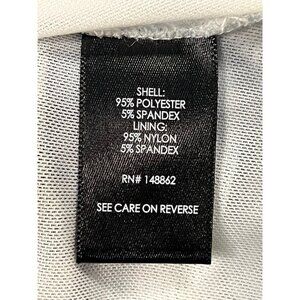 SHELL:
95% POLYESTER
5% SPANDEX
LINING:
95% NYLON
5% SPANDEX
RN# 148862
SEE CARE ON REVERSE